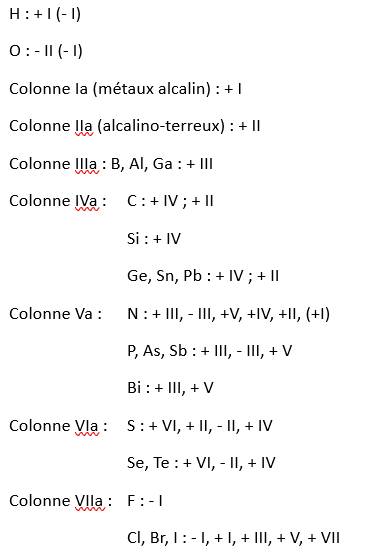 H : + I (- I)
O : - II (- I)
Colonne Ia (métaux alcalin) : + I
Colonne IIa (alcalino-terreux) : + II
Colonne IIIa : B, Al, Ga : + III
Colonne IVa : C : + IV ; + II
Si : + IV
Ge, Sn, Pb : + IV ; + II
Colonne Va : N : + III, - III, +V, +IV, +II, (+I)
P, As, Sb : + III, - III, + V
Bi : + III, + V
Colonne VIa : S : + VI, + II, - II, + IV
Se, Te : + VI, - II, + IV
Colonne VIIa : F : - I
Cl, Br, I : - I, + I, + III, + V, + VII